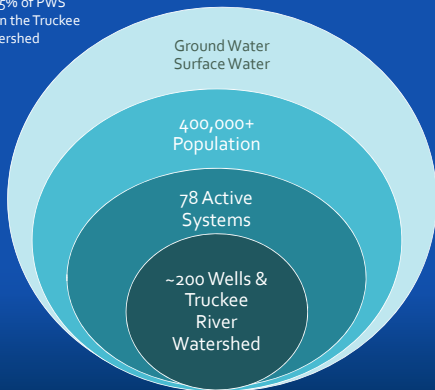 5% of PWS
n the Truckee
ershed
Ground Water
Surface Water
400,000+
Population
78 Active
Systems
~200 Wells &
Truckee
River
Watershed